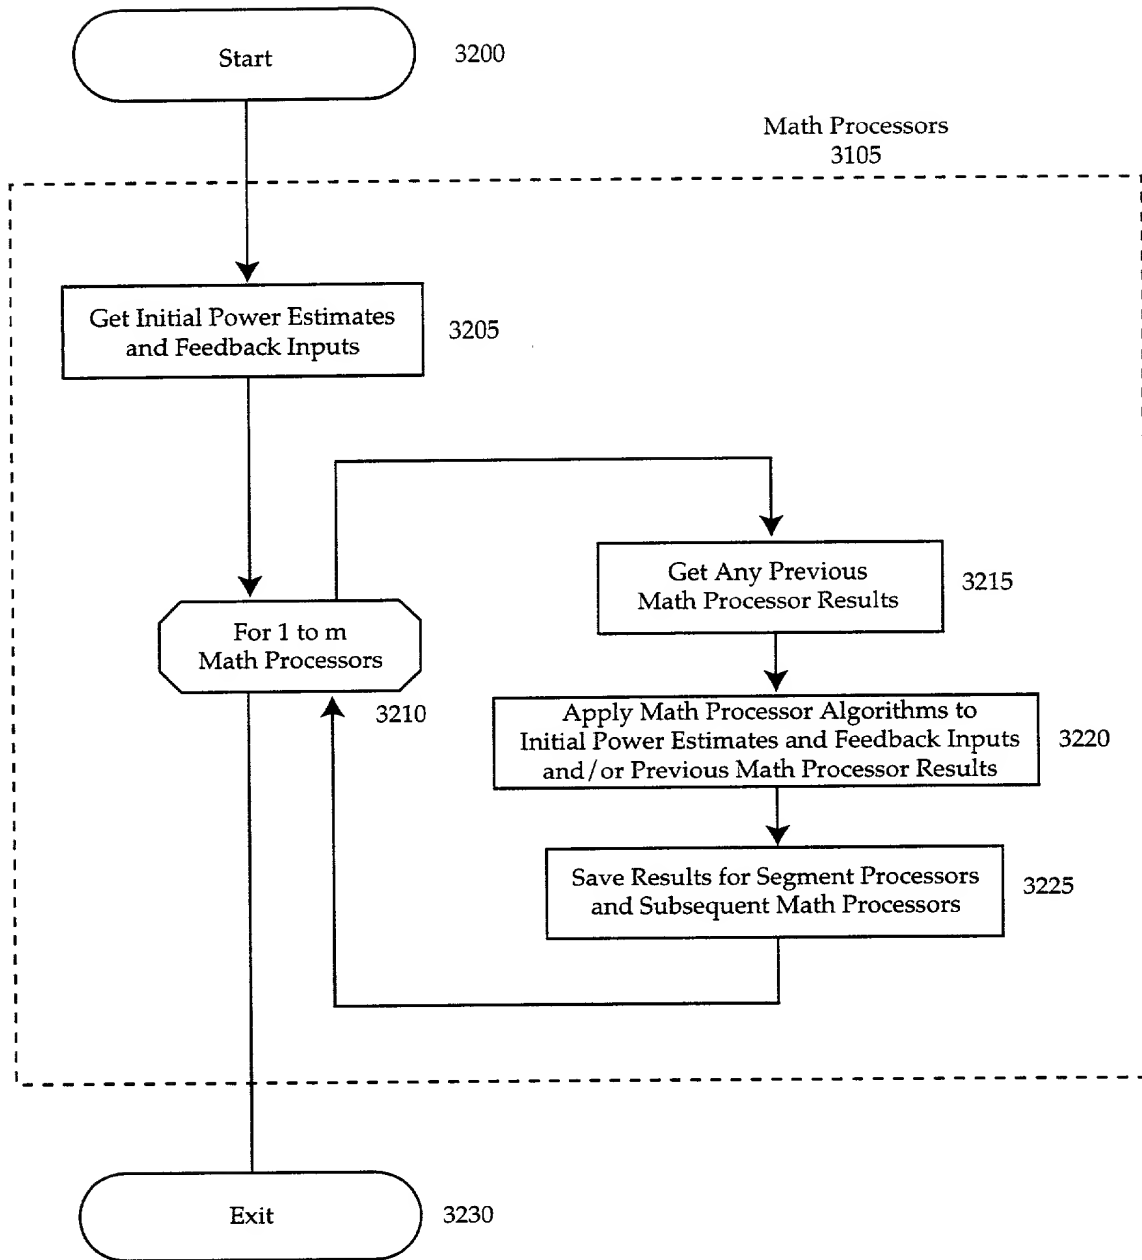 Start
3200
Math Processors
3105
Get Initial Power Estimates
and Feedback Inputs
3205
For 1 to m
Math Processors
3210
Get Any Previous
Math Processor Results
3215
Apply Math Processor Algorithms to
Initial Power Estimates and Feedback Inputs
and/or Previous Math Processor Results
3220
Save Results for Segment Processors
and Subsequent Math Processors
3225
Exit
3230